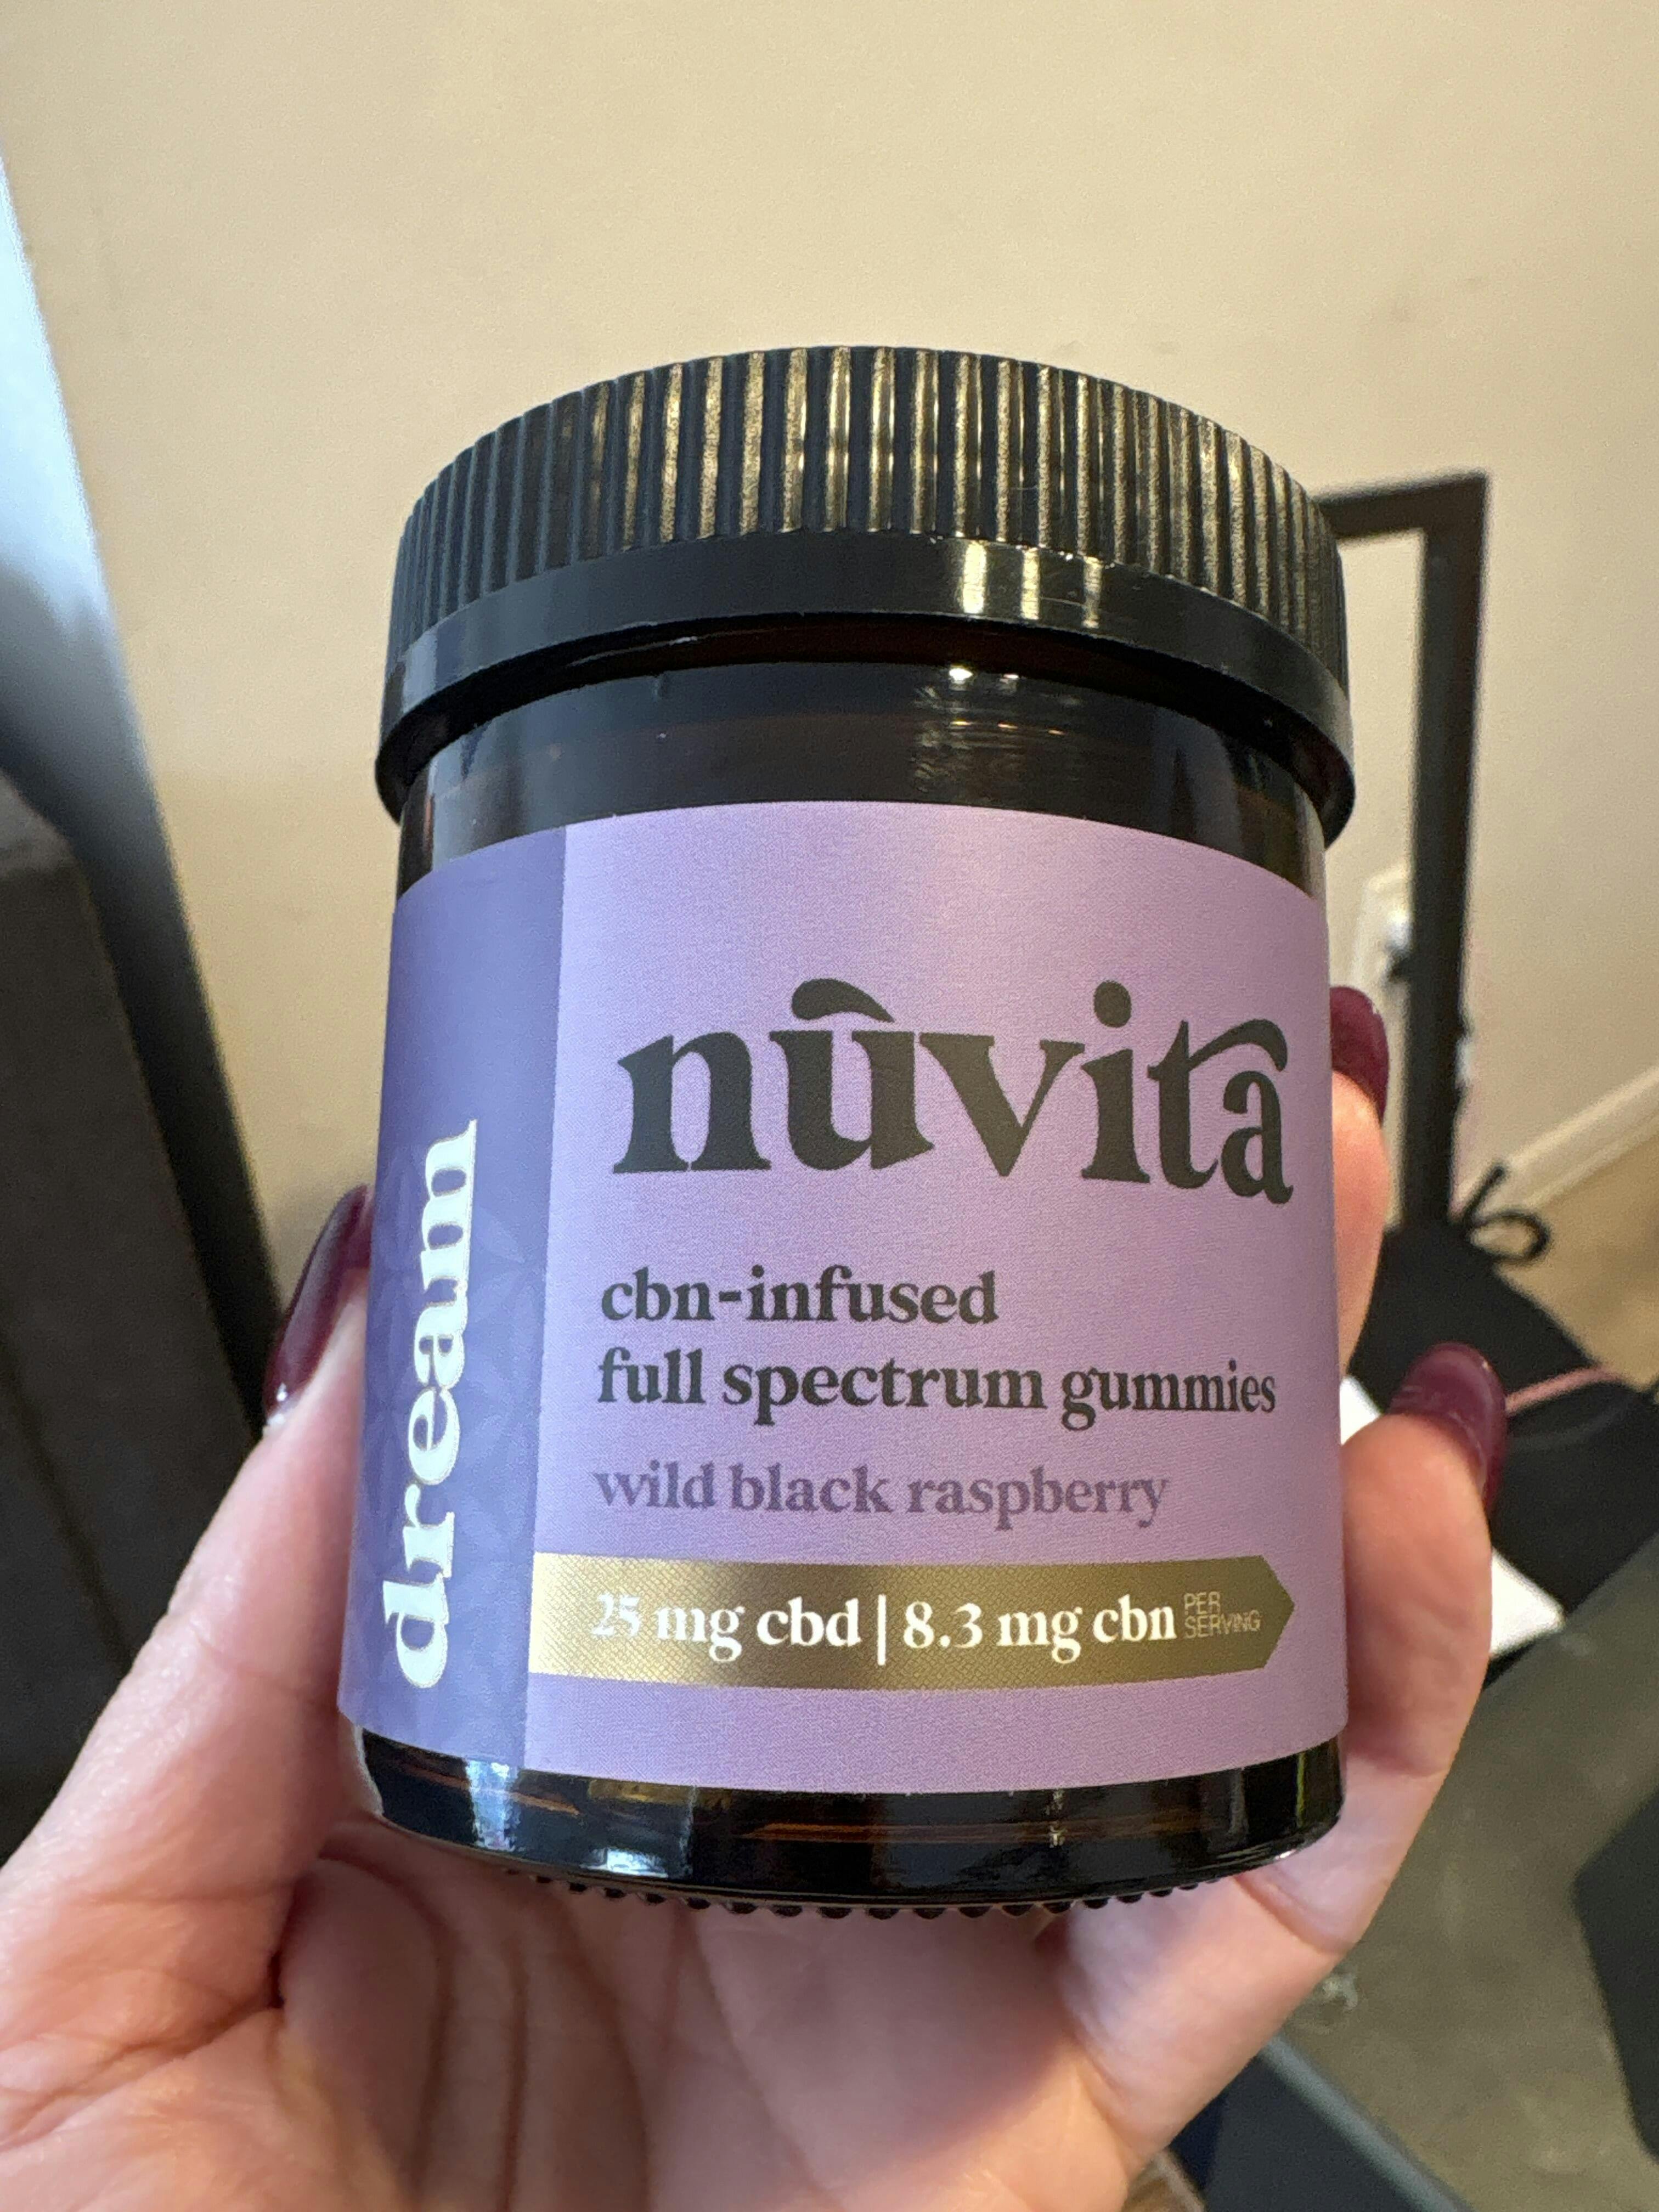 dream
nūvita
cbn-infused
full spectrum gummies
wild black raspberry
25 mg cbd | 8.3 mg cbn PER
SERVING